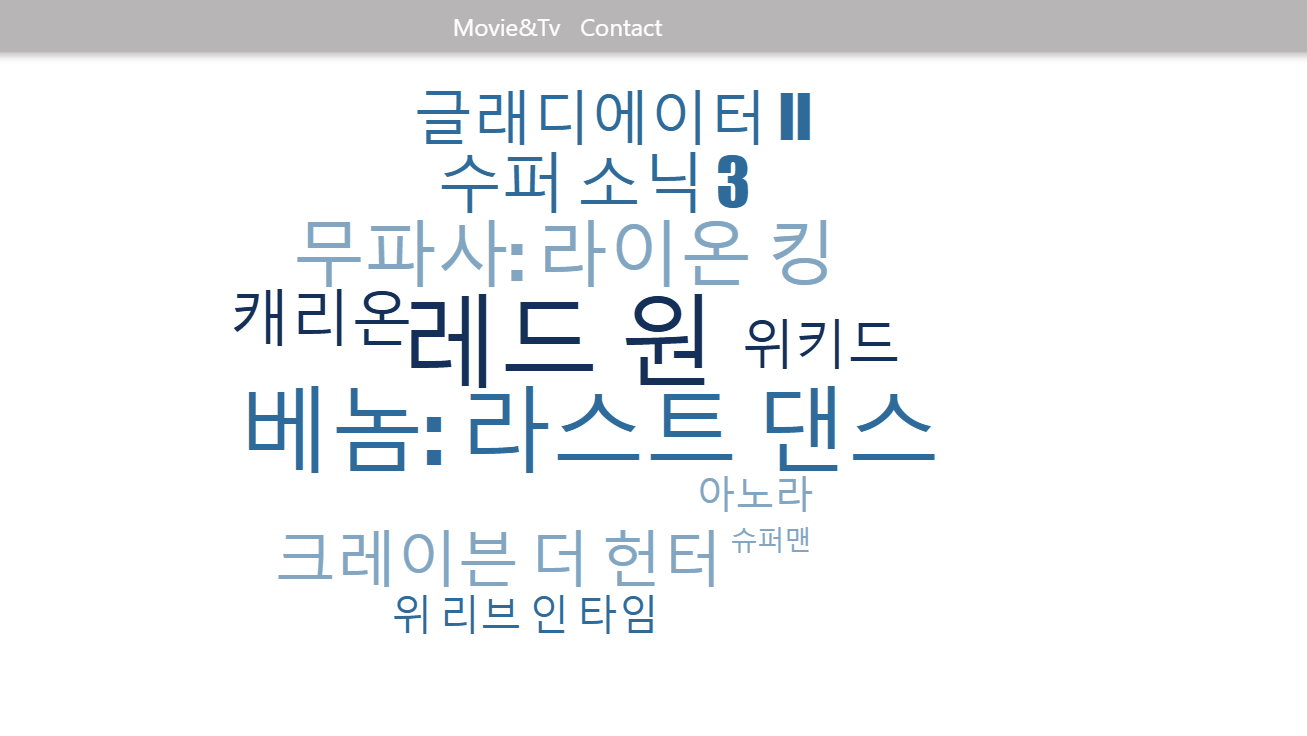 Movie&Tv Contact
글래디에이터 II
수퍼 소닉 3
무파사: 라이온 킹
캐리온
레드 원
위키드
베놈: 라스트 댄스
아노라
크레이븐 더 헌터
슈퍼맨
위 리브 인 타임